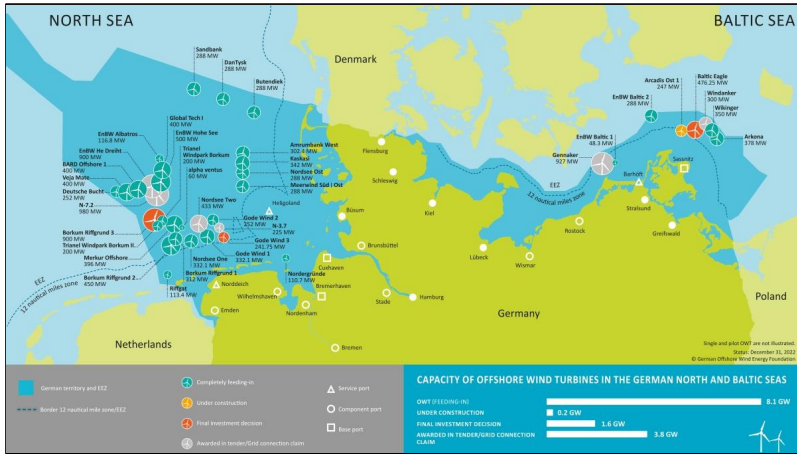 NORTH SEA
BALTIC SEA
Sandbank
288 MW
DanTysk
288 MW
Butendiek
288 MW
Denmark
Global Tech I
400 MW
EnBW Hohe See
500 MW
EnBW Albatros
116.8 MW
EnBW He Dreiht
900 MW
BARD Offshore 1
400 MW
Veja Mate
400 MW
Deutsche Bucht
252 MW
N-7.2
980 MW
Trianel
Windpark Borkum
200 MW
alpha ventus
60 MW
Amrumbank West
302.4 MW
Kaskasi
342 MW
Nordsee Ost
288 MW
Meerwind Süd I Ost
288 MW
Nordsee Two
433 MW
Gode Wind 2
252 MW
N-3.7
225 MW
Gode Wind 3
241.75 MW
Gode Wind 1
332.1 MW
Nordsee One
332.1 MW
Borkum Riffgrund 3
900 MW
Trianel Windpark Borkum II.
200 MW
Merkur Offshore
396 MW
Borkum Riffgrund 2
450 MW
Borkum Riffgrund 1
312 MW
Riffgat
113.4 MW
Nordergründe
110.7 MW
Heligoland
EEZ
12 nautical miles zone
Arcadis Ost 1
247 MW
Baltic Eagle
476.25 MW
Windanker
300 MW
Wikinger
350 MW
Arkona
378 MW
EnBW Baltic 2
288 MW
EnBW Baltic 1
48.3 MW
Gennaker
927 MW
EEZ
12 nautical miles zone
Flensburg
Schleswig
Kiel
Büsum
Brunsbüttel
Cuxhaven
Bremerhaven
Stade
Hamburg
Lübeck
Wismar
Rostock
Barhöft
Sassnitz
Stralsund
Greifswald
Norddeich
Emden
Wilhelmshaven
Nordenham
Bremen
Netherlands
Germany
Poland
Single and pilot OWT are not illustrated.
Status: December 31, 2022
© German Offshore Wind Energy Foundation
German territory and EEZ
Border 12 nautical mile zone/EEZ
Completely feeding-in
Under construction
Final investment decision
Awarded in tender/Grid connection claim
Service port
Component port
Base port
CAPACITY OF OFFSHORE WIND TURBINES IN THE GERMAN NORTH AND BALTIC SEAS
OWT (FEEDING-IN) 8.1 GW
UNDER CONSTRUCTION 0.2 GW
FINAL INVESTMENT DECISION 1.6 GW
AWARDED IN TENDER/GRID CONNECTION
CLAIM 3.8 GW